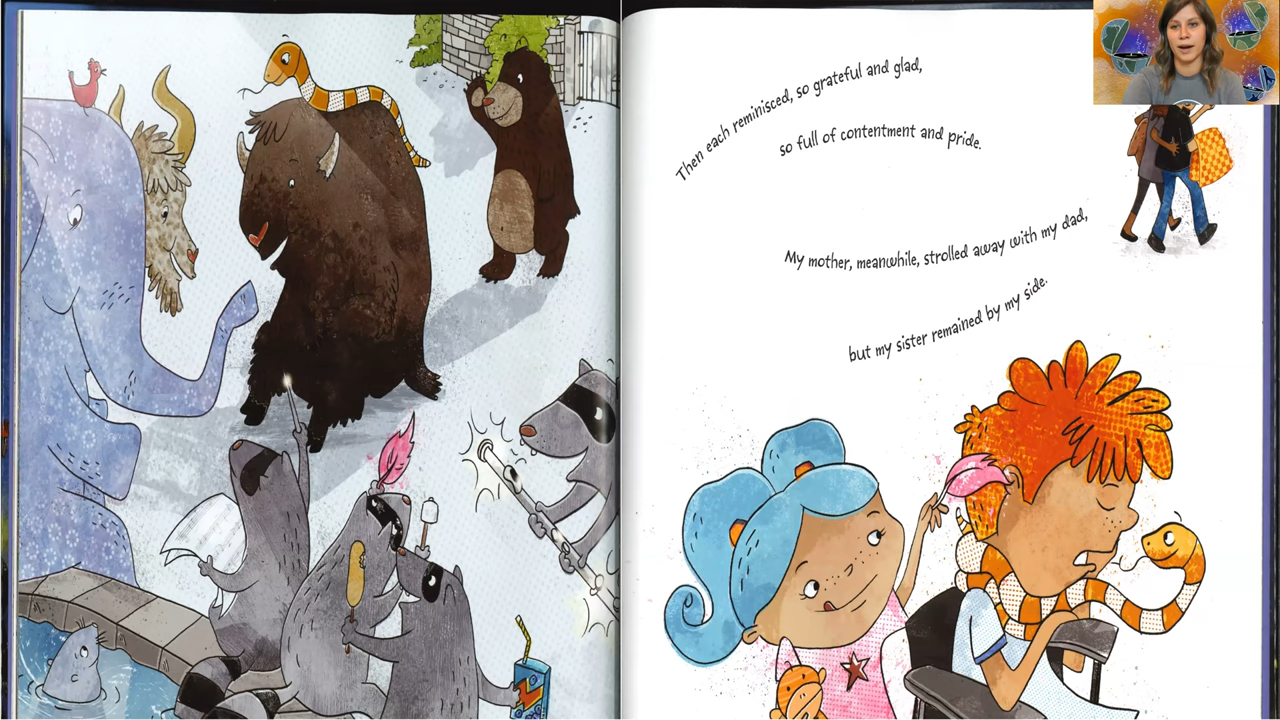 Then each reminisced, so grateful and glad,
so full of contentment and pride.
My mother, meanwhile, strolled away with my dad,
but my sister remained by my side.